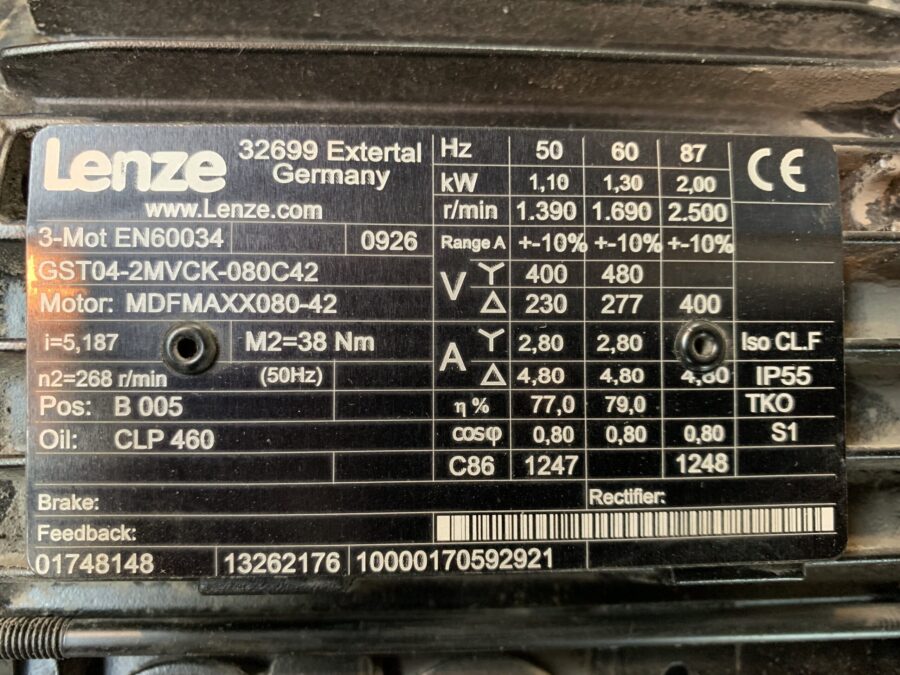 Lenze 32699 Extertal
Germany
www.Lenze.com
3-Mot EN60034 0926
GST04-2MVCK-080C42
Motor: MDFMAXX080-42
i=5,187 M2=38 Nm
n2=268 r/min (50Hz)
Pos: B 005
Oil: CLP 460
Hz 50 60 87
kW 1,10 1,30 2,00
r/min 1.390 1.690 2.500
Range A +-10% +-10% +-10%
V Y 400 480
Δ 230 277 400
A Y 2,80 2,80
Δ 4,80 4,80 4,80
η % 77,0 79,0
cosφ 0,80 0,80 0,80
C86 1247 1248
CE
Iso CL.F
IP55
TKO
S1
Brake: Rectifier:
Feedback:
01748148 13262176 10000170592921